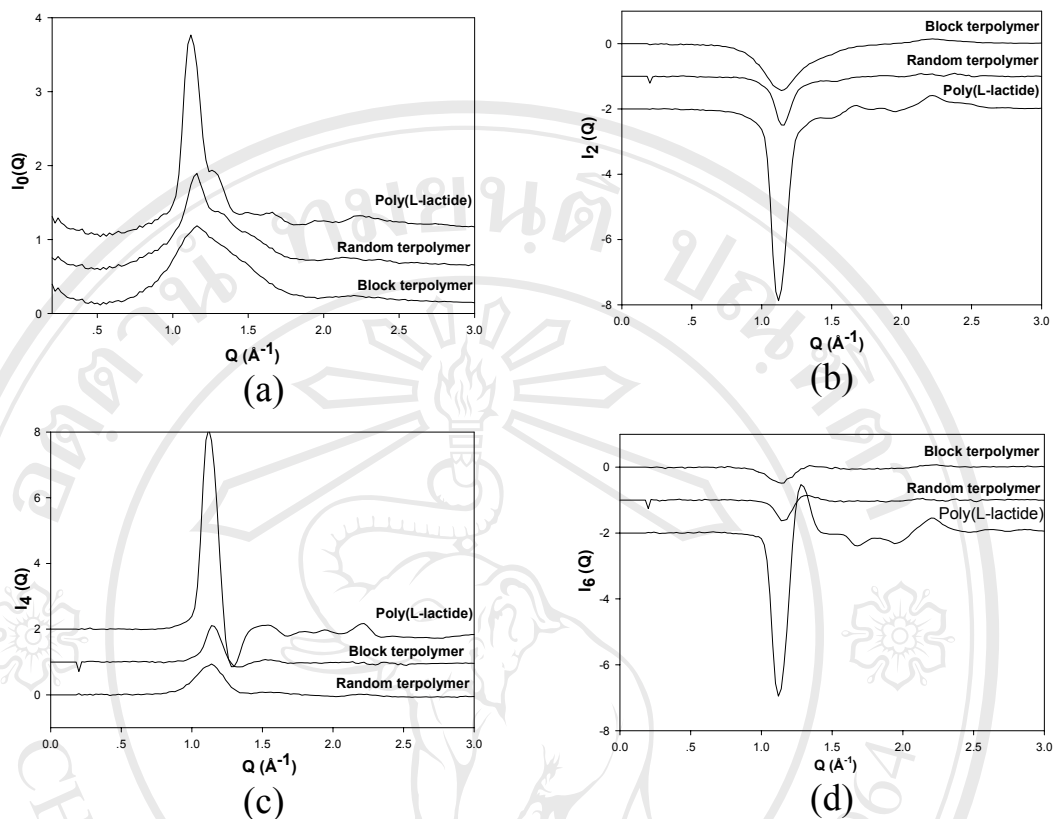 4
3
2
1
0
I0(Q)
Poly(L-lactide)
Random terpolymer
Block terpolymer
.5 1.0 1.5 2.0 2.5 3.0
Q (Å-1)
(a)
0
-2
-4
-6
-8
I2 (Q)
Block terpolymer
Random terpolymer
Poly(L-lactide)
0.0 .5 1.0 1.5 2.0 2.5 3.0
Q (Å-1)
(b)
8
6
4
2
0
I4(Q)
Poly(L-lactide)
Block terpolymer
Random terpolymer
0.0 .5 1.0 1.5 2.0 2.5 3.0
Q (Å-1)
(c)
0
-2
-4
-6
-8
I6 (Q)
Block terpolymer
Random terpolymer
Poly(L-lactide)
0.0 .5 1.0 1.5 2.0 2.5 3.0
Q (Å-1)
(d)
CH
964